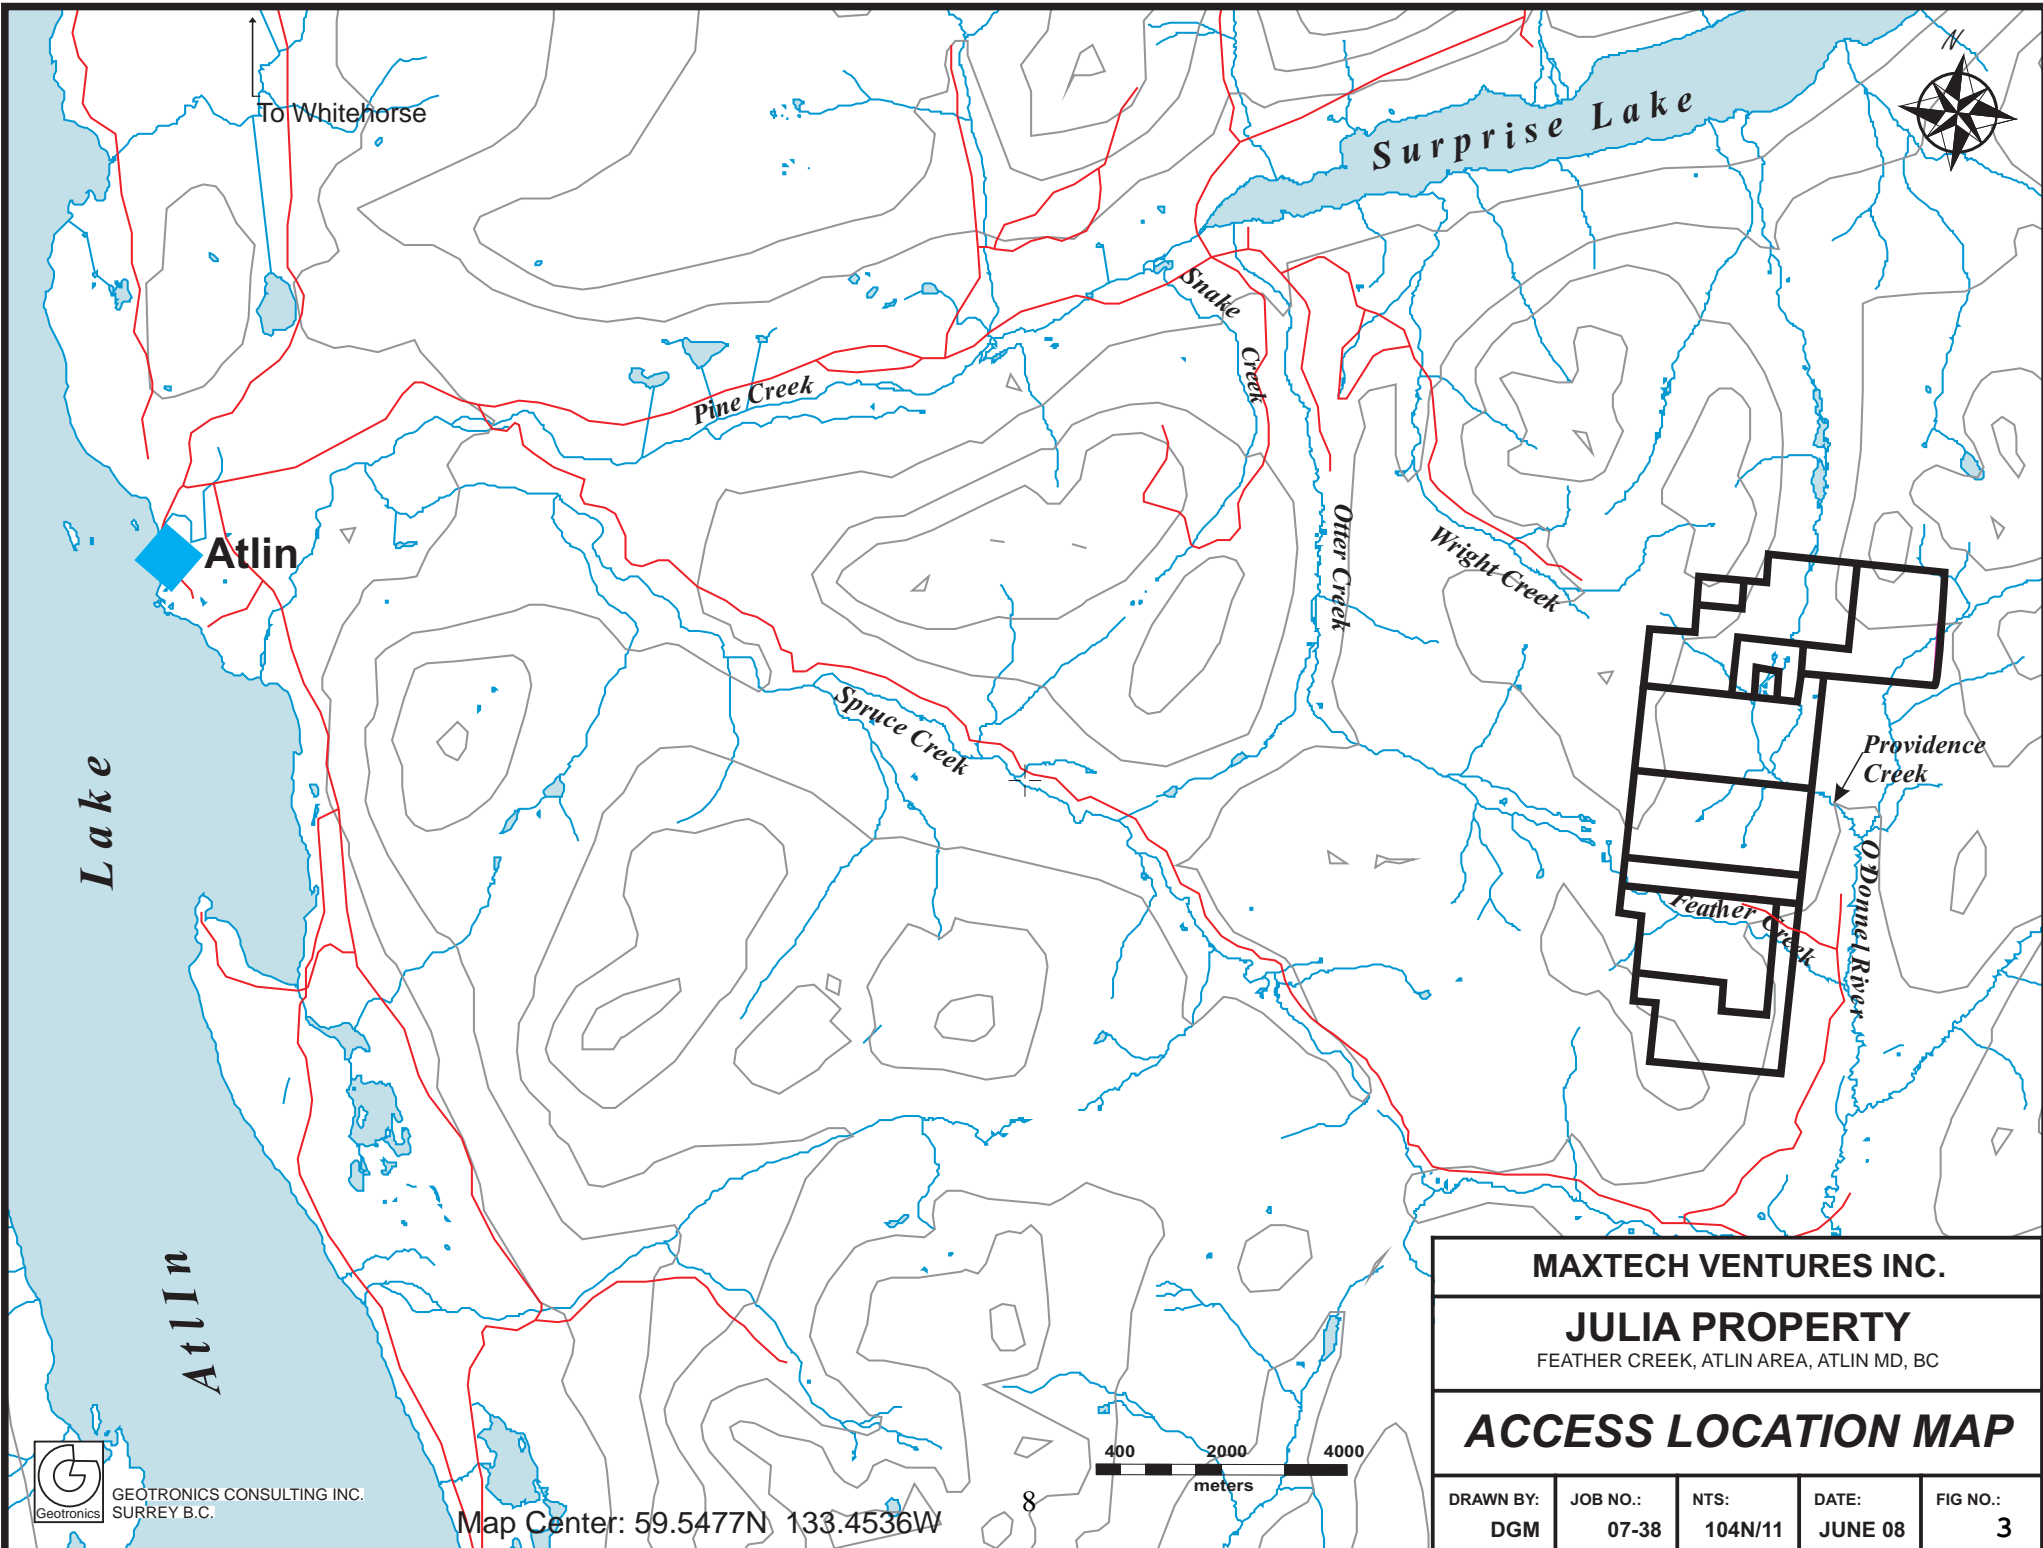 N
To Whitehorse
Surprise Lake
Snake
Creek
Pine Creek
Otter Creek
Wright Creek
Atlin
Spruce Creek
Providence
Creek
Lake
O'Donnel River
Feather Creek
Atlin
MAXTECH VENTURES INC.
JULIA PROPERTY
FEATHER CREEK, ATLIN AREA, ATLIN MD, BC
ACCESS LOCATION MAP
400 2000 4000
meters
Geotronics
GEOTRONICS CONSULTING INC.
SURREY B.C.
Map Center: 59.5477N 133.4536W
8
DRAWN BY: JOB NO.: NTS: DATE: FIG NO.:
DGM 07-38 104N/11 JUNE 08 3